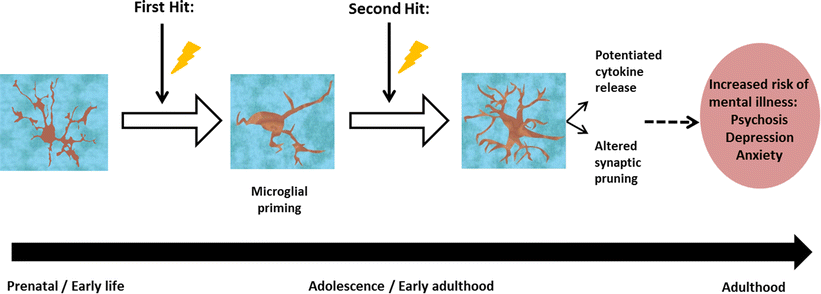 First Hit:
Second Hit:
Potentiated
cytokine
release
Altered
synaptic
pruning
Increased risk of
mental illness:
Psychosis
Depression
Anxiety
Microglial
priming
Prenatal / Early life
Adolescence / Early adulthood
Adulthood